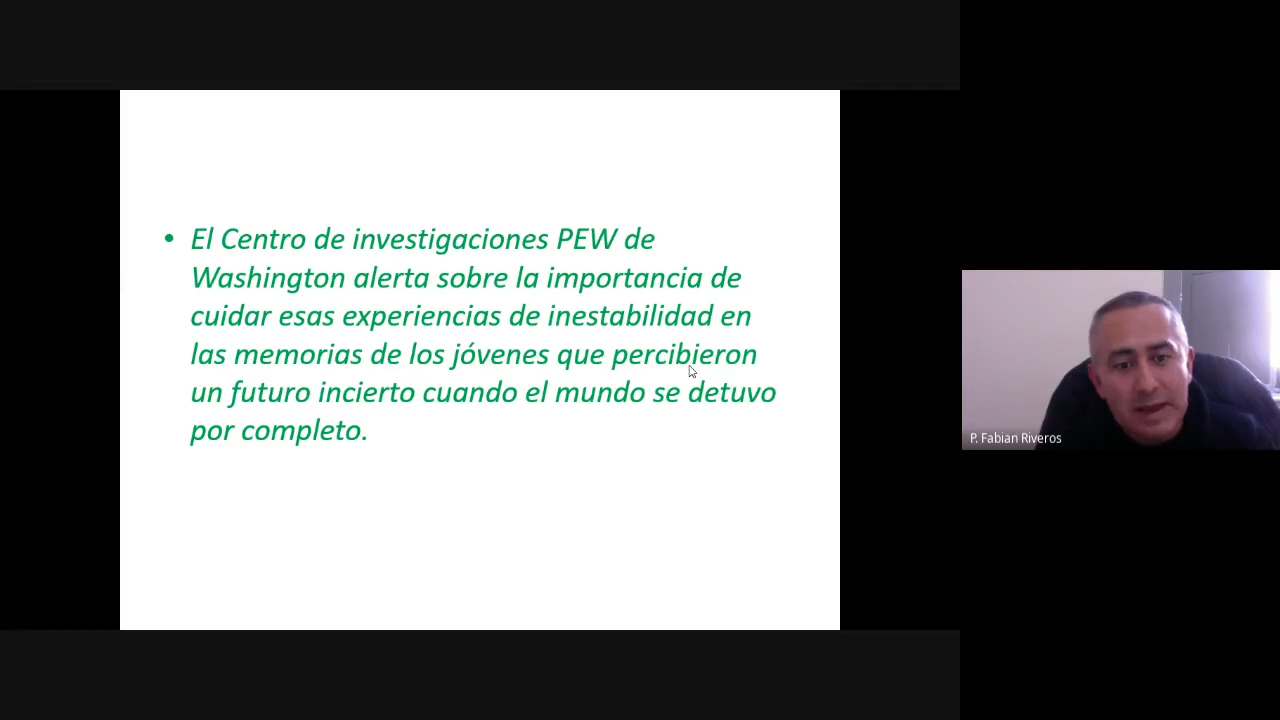 • El Centro de investigaciones PEW de
Washington alerta sobre la importancia de
cuidar esas experiencias de inestabilidad en
las memorias de los jóvenes que percibieron
un futuro incierto cuando el mundo se detuvo
por completo.
P. Fabian Riveros